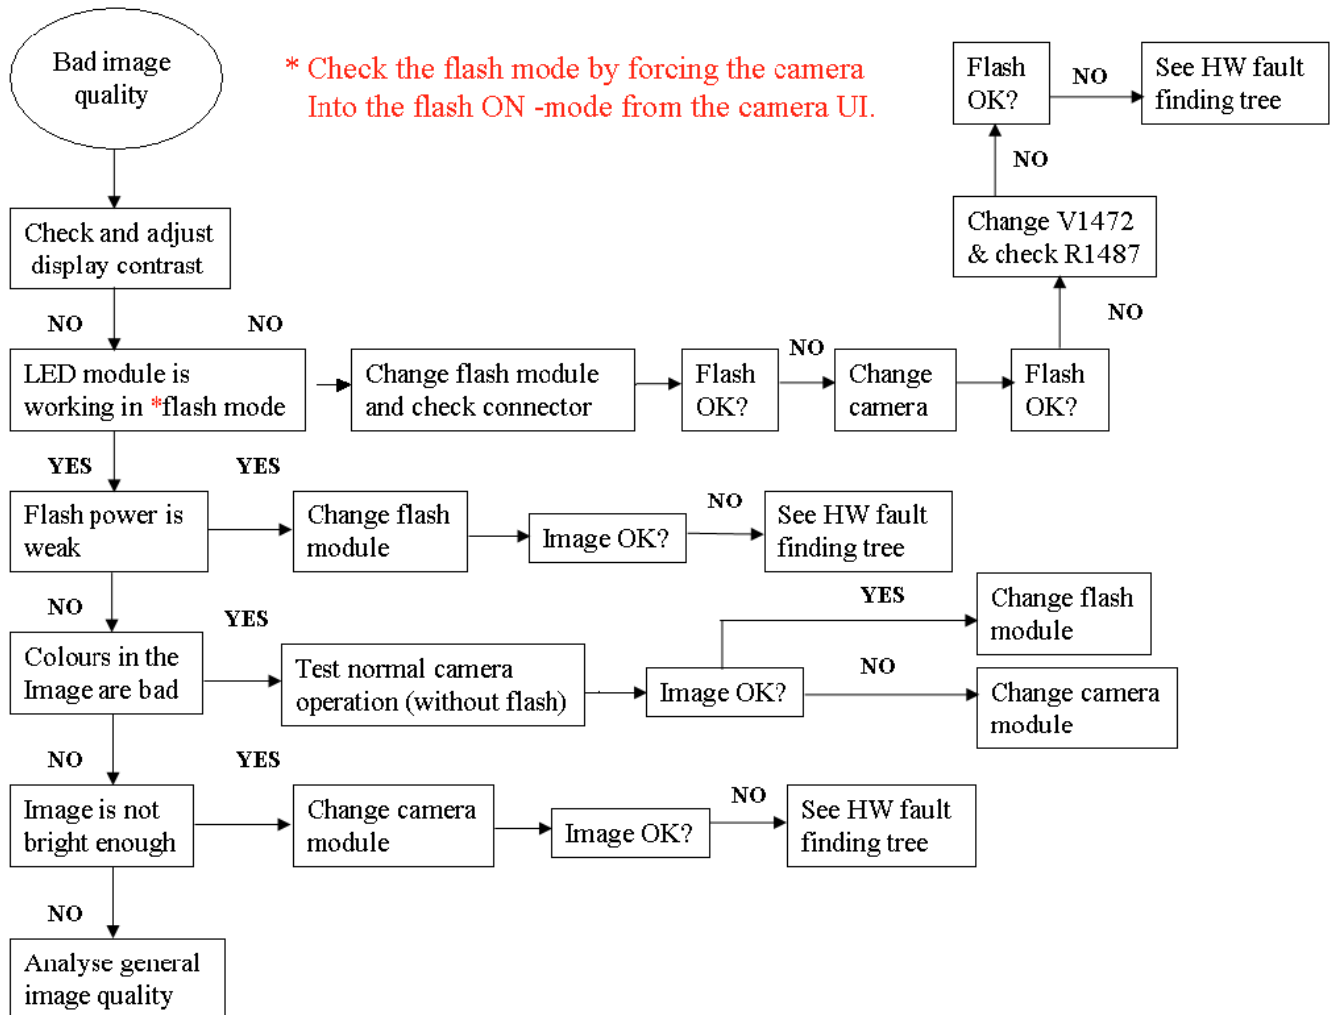 Bad image
quality
* Check the flash mode by forcing the camera
Into the flash ON -mode from the camera UI.
Flash
OK?
NO
See HW fault
finding tree
NO
Change V1472
& check R1487
NO
Check and adjust
display contrast
NO
NO
LED module is
working in *flash mode
Change flash module
and check connector
Flash
OK?
NO
Change
camera
Flash
OK?
YES
YES
Flash power is
weak
Change flash
module
Image OK?
NO
See HW fault
finding tree
NO
YES
Colours in the
Image are bad
Test normal camera
operation (without flash)
Image OK?
YES
Change flash
module
NO
Change camera
module
NO
YES
Image is not
bright enough
Change camera
module
Image OK?
NO
See HW fault
finding tree
NO
Analyse general
image quality